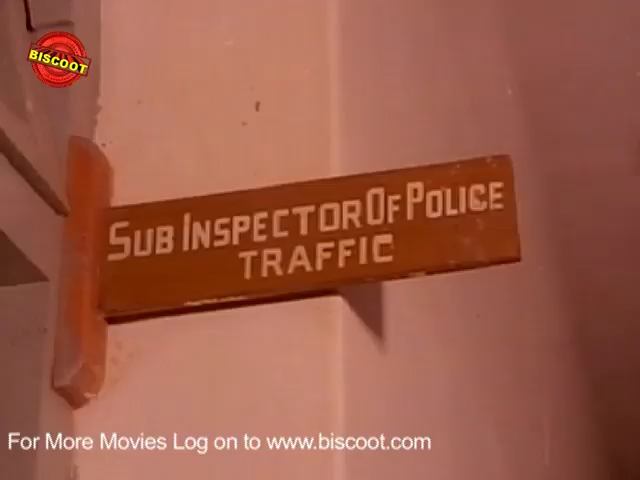 BISCOOT
SUB INSPECTOR OF POLICE
TRAFFIC
For More Movies Log on to www.biscoot.com